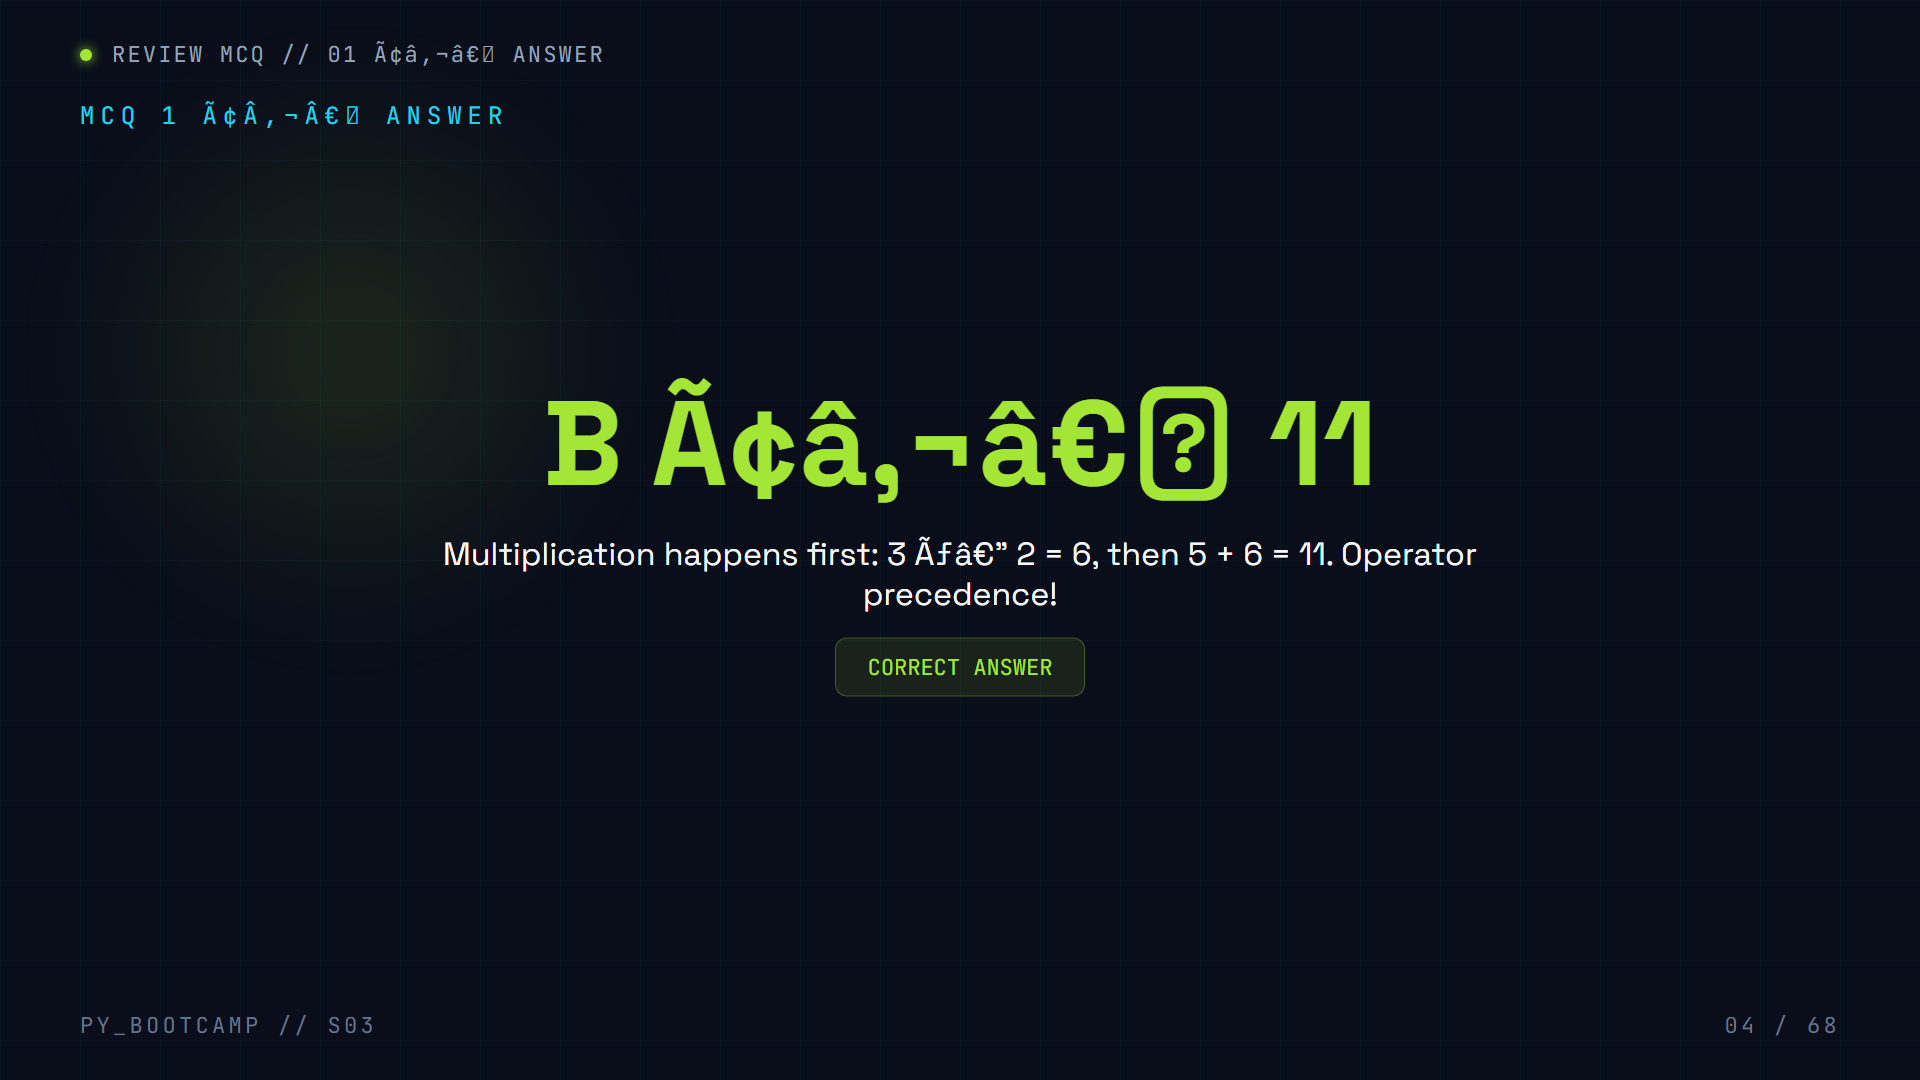 REVIEW MCQ // 01 Ã¢â‚¬â€� ANSWER
MCQ 1 Ã¢Â‚¬Â€� ANSWER
B Ã¢â‚¬â€� 11
Multiplication happens first: 3 Ãƒâ€” 2 = 6, then 5 + 6 = 11. Operator
precedence!
CORRECT ANSWER
PY_BOOTCAMP // S03
04 / 68